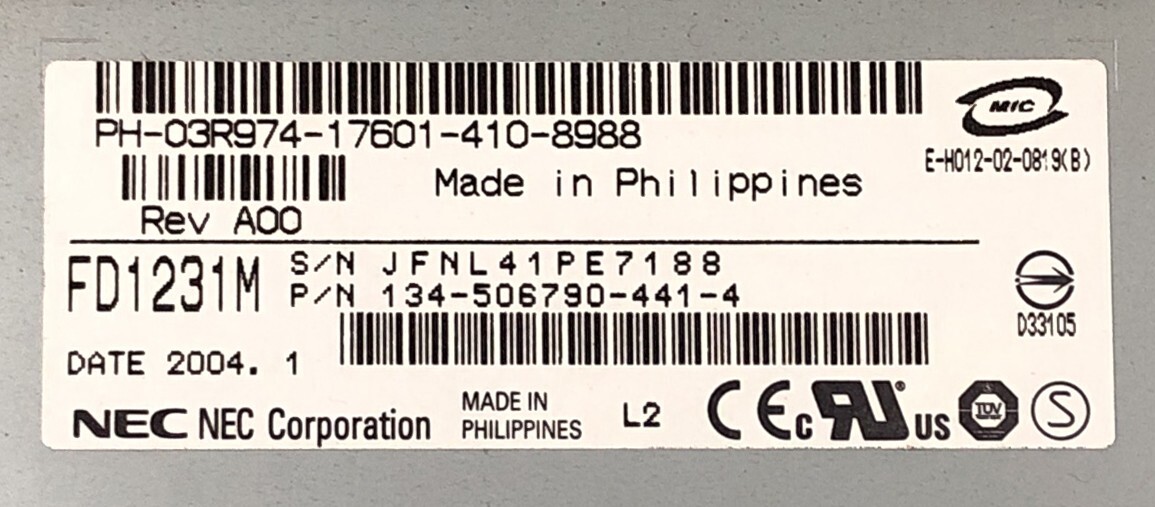 PH-03R974-17601-410-8988
MIC
E-H012-02-0819(B)
Made in Philippines
Rev A00
FD1231M
S/N JFNL41PE7188
P/N 134-506790-441-4
D33105
DATE 2004. 1
NEC NEC Corporation
MADE IN
PHILIPPINES
L2
CE
c RU® US
TÜV
S